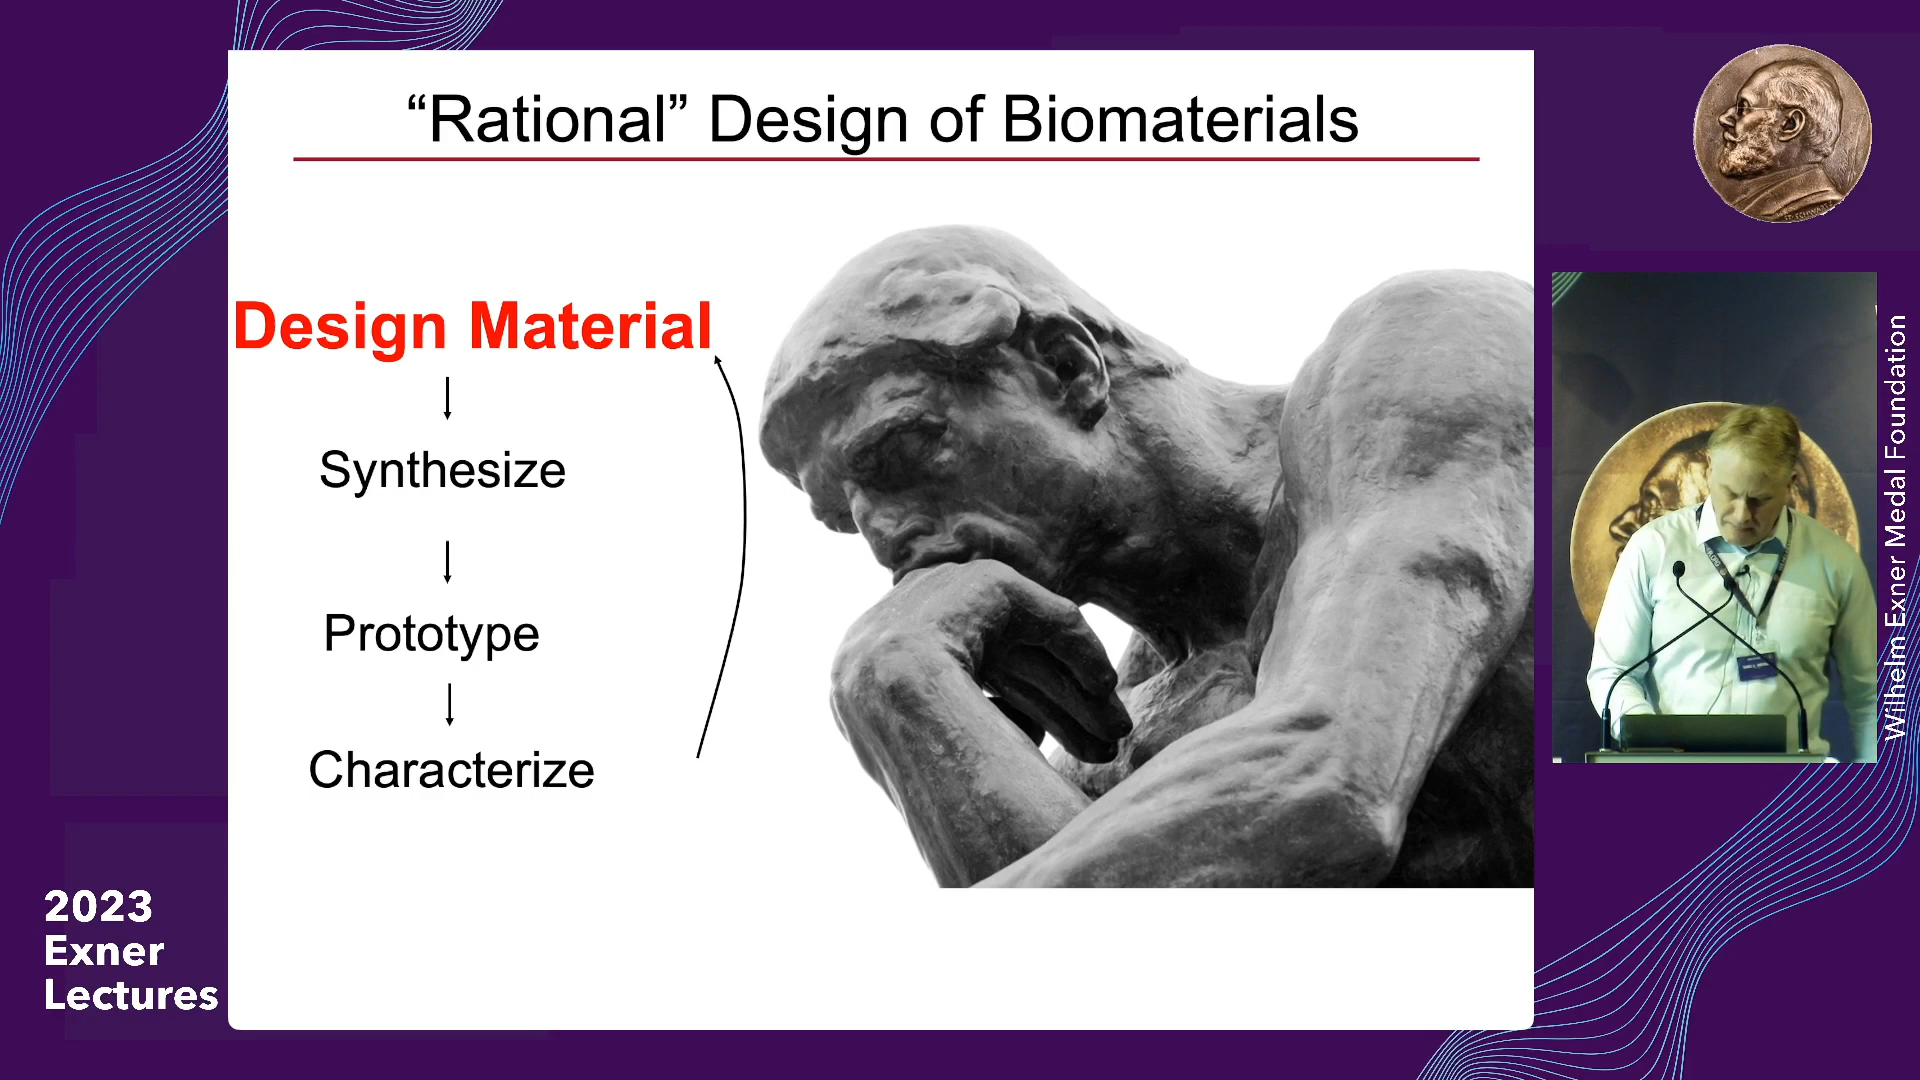 “Rational” Design of Biomaterials
Design Material
Synthesize
Prototype
Characterize
2023
Exner
Lectures
Wilhelm Exner Medal Foundation